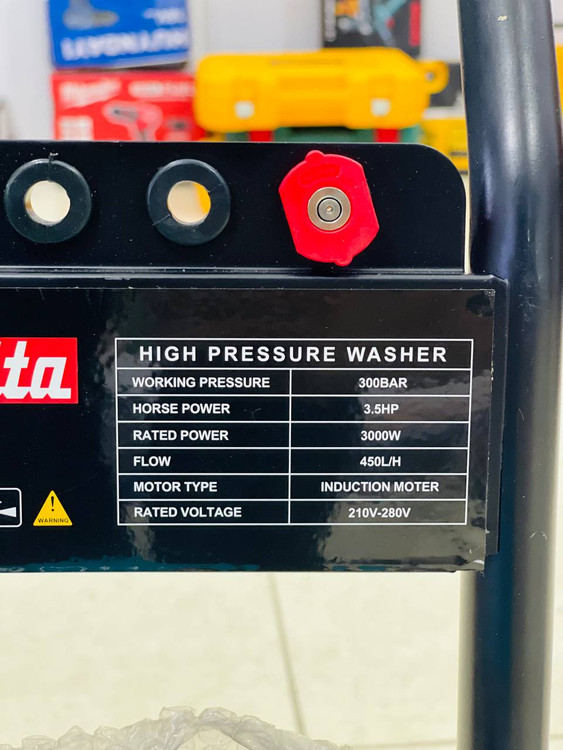 ta
HIGH PRESSURE WASHER
WORKING PRESSURE 300BAR
HORSE POWER 3.5HP
RATED POWER 3000W
FLOW 450L/H
MOTOR TYPE INDUCTION MOTER
WARNING
RATED VOLTAGE 210V-280V